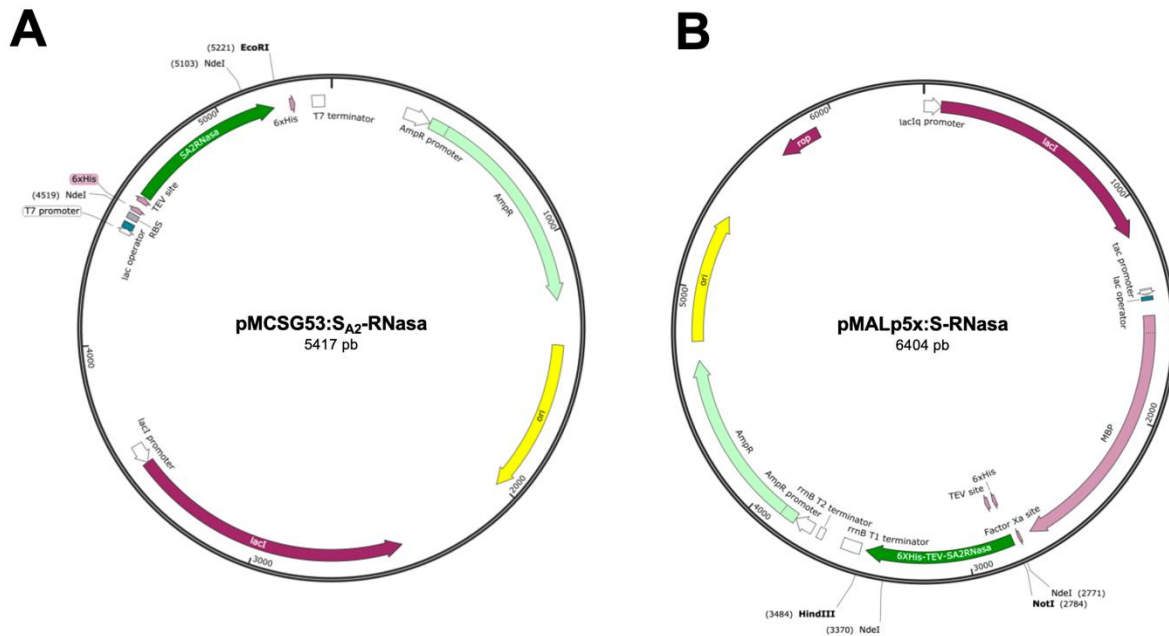 A
(5221) EcoRI
(5103) NdeI
5000
SA2RNasa
6xHis
T7 terminator
AmpR promoter
AmpR
1000
6xHis
(4519) NdeI
T7 promoter
TEV site
RBS
lac operator
pMCSG53:SA2-RNasa
5417 pb
4000
ori
2000
lacI promoter
lacI
3000
B
6000
lacIq promoter
lacI
1000
rop
tac promoter
lac operator
ori
5000
pMALp5x:S-RNasa
6404 pb
2000
MBP
AmpR
6xHis
TEV site
AmpR promoter
4000
rrnB T2 terminator
rrnB T1 terminator
Factor Xa site
6XHis-TEV-SA2RNasa
3000
NdeI (2771)
NotI (2784)
(3484) HindIII
(3370) NdeI